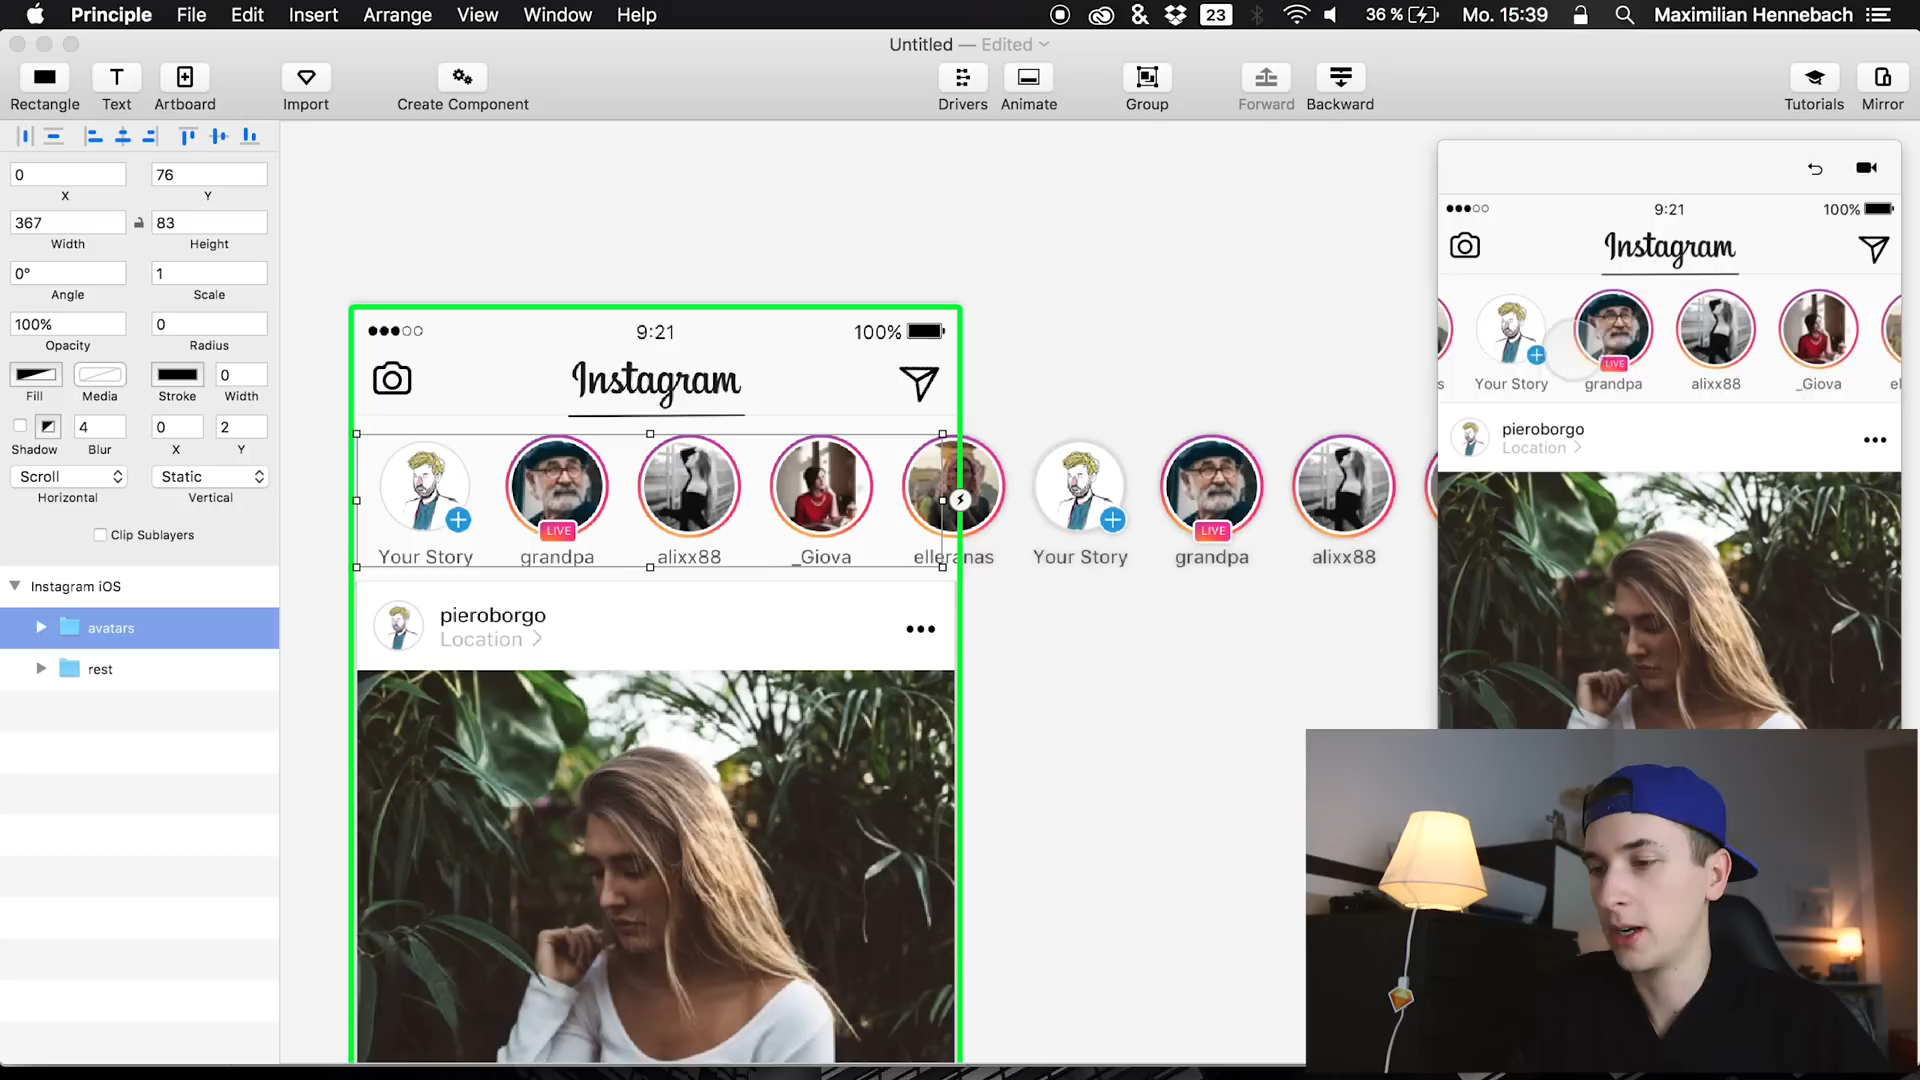 Principle File Edit Insert Arrange View Window Help 23 36 % Mo. 15:39 Maximilian Hennebach
Untitled — Edited
Rectangle Text Artboard Import Create Component Drivers Animate Group Forward Backward Tutorials Mirror
0 76
X Y
367 83
Width Height
0° 1
Angle Scale
100% 0
Opacity Radius
0
Fill Media Stroke Width
4 0 2
Shadow Blur X Y
Scroll Static
Horizontal Vertical
Clip Sublayers
Instagram iOS
avatars
rest
9:21 100%
Instagram
LIVE LIVE
Your Story grandpa alixx88 _Giova elleranas Your Story grandpa alixx88
pieroborgo
Location
9:21 100%
Instagram
LIVE
s Your Story grandpa alixx88 _Giova el
pieroborgo
Location